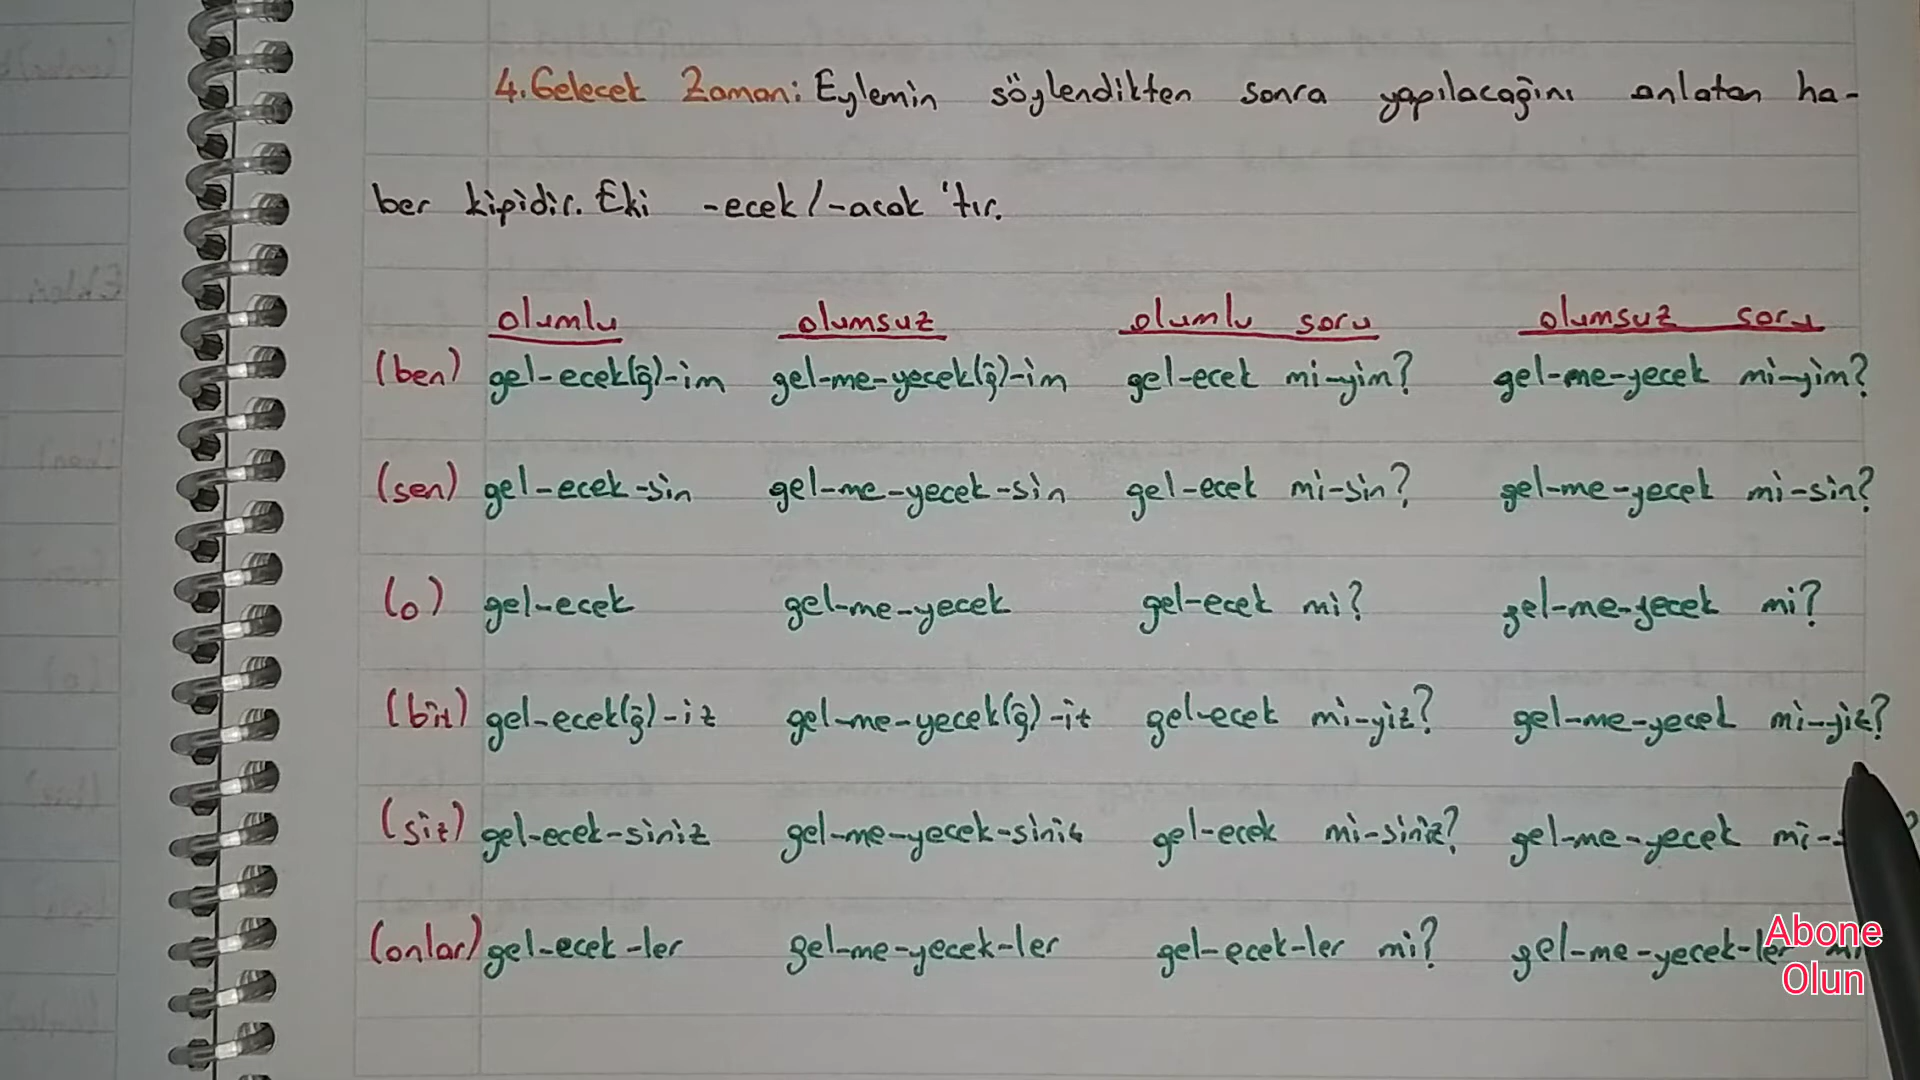 4. Gelecek Zaman: Eylemin söylendikten sonra yapılacağını anlatan ha-
ber kipidir. Eki -ecek/-acak'tır.
olumlu olumsuz olumlu soru olumsuz soru
(ben) gel-ecek(ğ)-im gel-me-yecek(ğ)-im gel-ecek mi-yim? gel-me-yecek mi-yim?
(sen) gel-ecek-sin gel-me-yecek-sin gel-ecek mi-sin? gel-me-yecek mi-sin?
(o) gel-ecek gel-me-yecek gel-ecek mi? gel-me-yecek mi?
(biz) gel-ecek(ğ)-iz gel-me-yecek(ğ)-iz gel-ecek mi-yiz? gel-me-yecek mi-yiz?
(siz) gel-ecek-siniz gel-me-yecek-siniz gel-ecek mi-siniz? gel-me-yecek mi-
(onlar) gel-ecek-ler gel-me-yecek-ler gel-ecek-ler mi? gel-me-yecek-ler mi
Abone
Olun